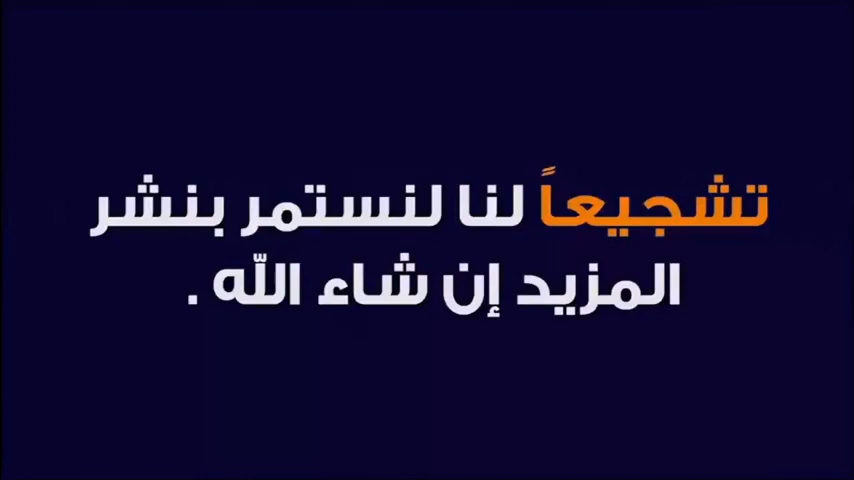 تشجيعاً لنا لنستمر بنشر
المزيد إن شاء الله .